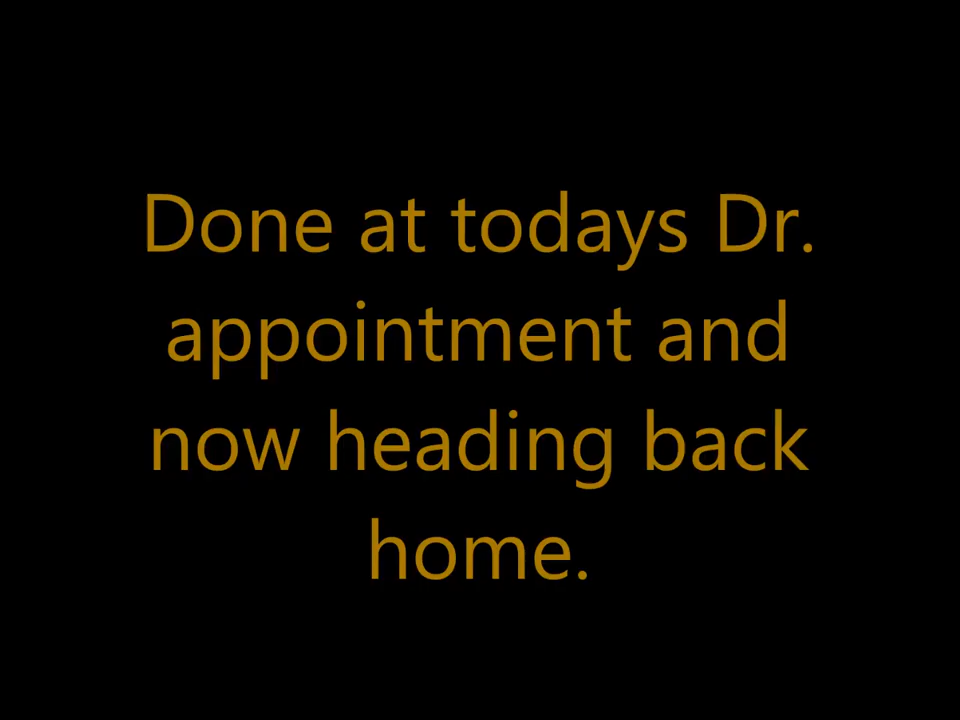 Done at todays Dr.
appointment and
now heading back
home.